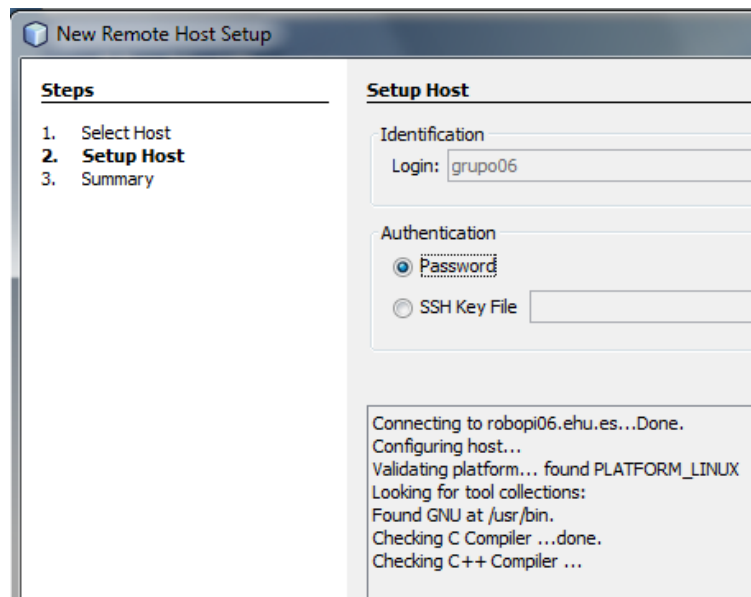 New Remote Host Setup
Steps
1. Select Host
2. Setup Host
3. Summary
Setup Host
Identification
Login: grupo06
Authentication
Password
SSH Key File
Connecting to robopi06.ehu.es...Done.
Configuring host...
Validating platform... found PLATFORM_LINUX
Looking for tool collections:
Found GNU at /usr/bin.
Checking C Compiler ...done.
Checking C++ Compiler ...